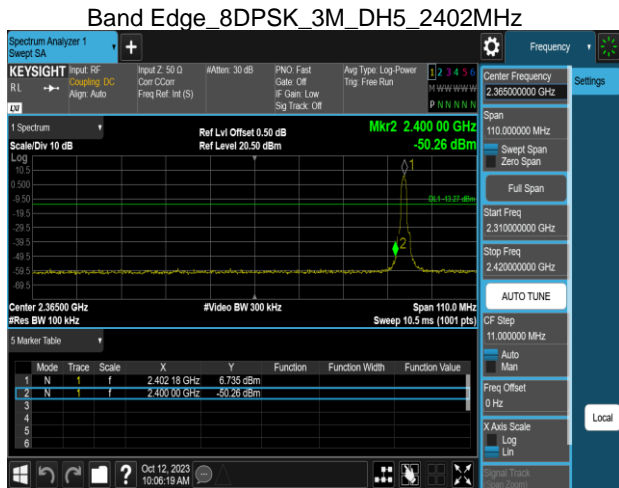 Band Edge_8DPSK_3M_DH5_2402MHz
Spectrum Analyzer 1
Swept SA
+
Frequency
KEYSIGHT
RL
LXI
Input: RF
Coupling: DC
Align: Auto
Input Z: 50 Ω
Corr CCorr
Freq Ref: Int (S)
#Atten: 30 dB
PNO: Fast
Gate: Off
IF Gain: Low
Sig Track: Off
Avg Type: Log-Power
Trig: Free Run
1 2 3 4 5 6
M W W W W W
P N N N N N
1 Spectrum
Scale/Div 10 dB
Ref Lvl Offset 0.50 dB
Ref Level 20.50 dBm
Mkr2 2.400 00 GHz
-50.26 dBm
Log
10.5
0.500
-9.50
-19.5
-29.5
-39.5
-49.5
-59.5
-69.5
1
DL1 -13.27 dBm
2
Center 2.36500 GHz
#Res BW 100 kHz
#Video BW 300 kHz
Span 110.0 MHz
Sweep 10.5 ms (1001 pts)
5 Marker Table
Mode Trace Scale X Y Function Function Width Function Value
1 N 1 f 2.402 18 GHz 6.735 dBm
2 N 1 f 2.400 00 GHz -50.26 dBm
3
4
5
6
?
Oct 12, 2023
10:06:19 AM
Center Frequency
2.365000000 GHz
Span
110.000000 MHz
Swept Span
Zero Span
Full Span
Start Freq
2.310000000 GHz
Stop Freq
2.420000000 GHz
AUTO TUNE
CF Step
11.000000 MHz
Auto
Man
Freq Offset
0 Hz
X Axis Scale
Log
Lin
Signal Track
(Span Zoom)
Settings
Local